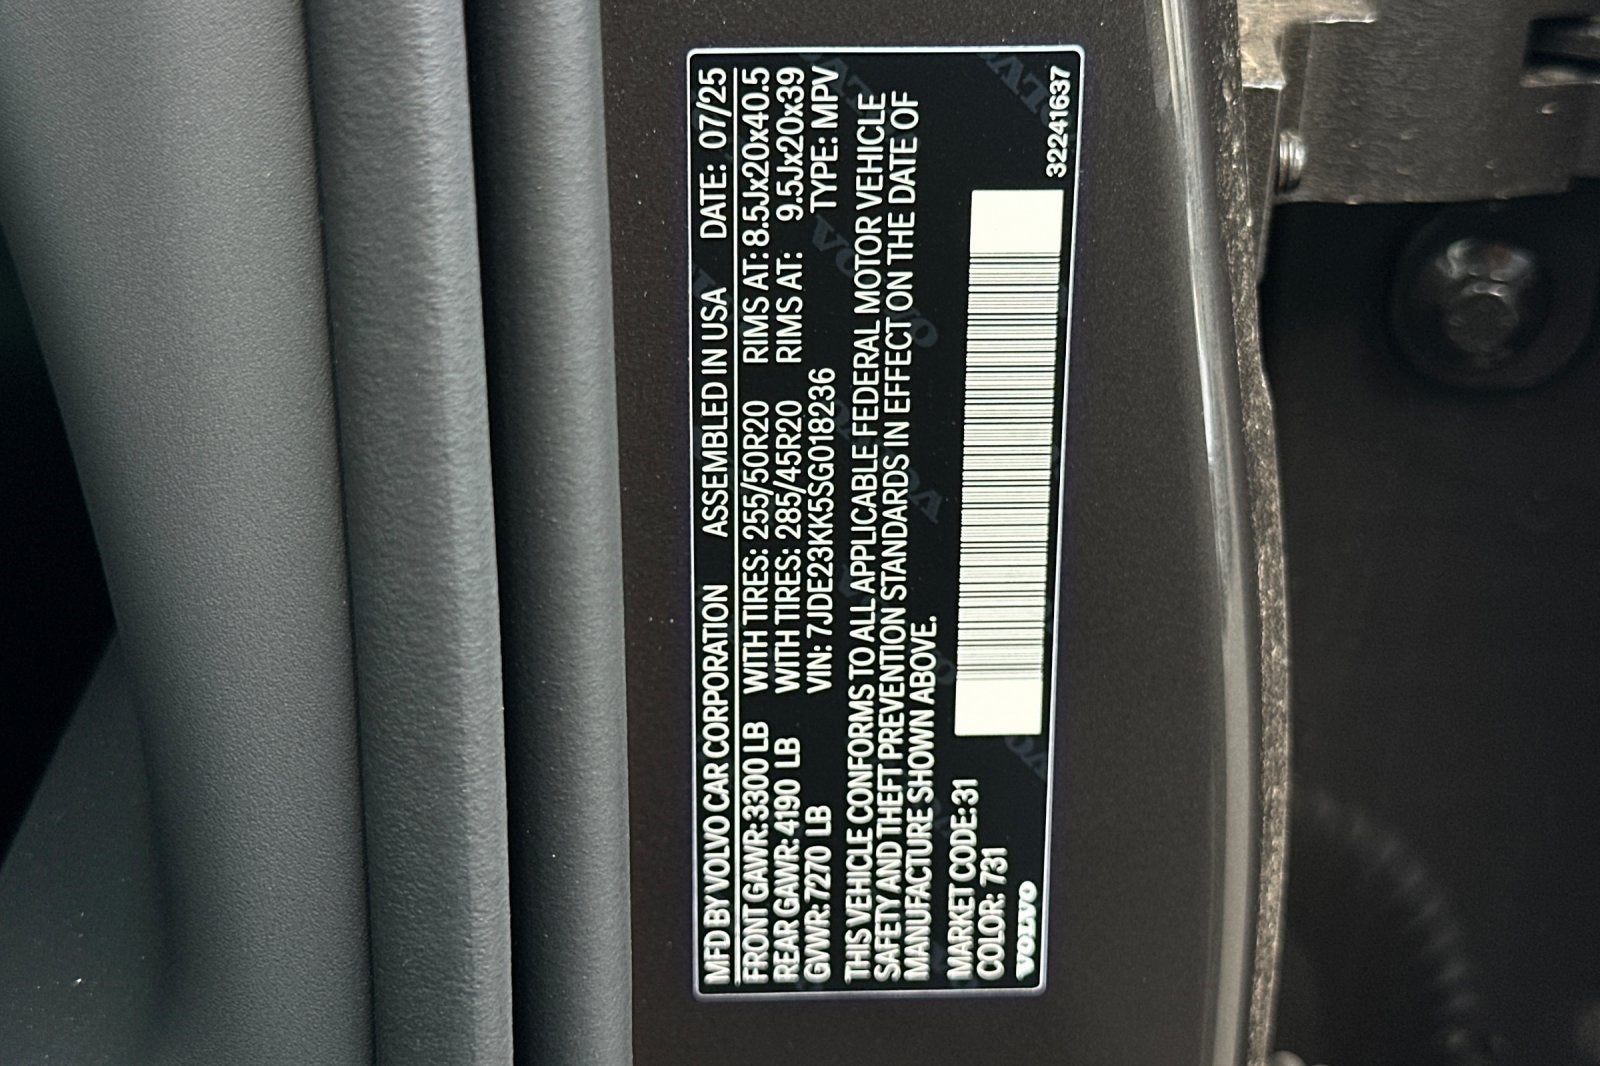 MFD BY VOLVO CAR CORPORATION ASSEMBLED IN USA DATE: 07/25
FRONT GAWR: 3300 LB WITH TIRES: 255/50R20 RIMS AT: 8.5Jx20x40.5
REAR GAWR: 4190 LB WITH TIRES: 285/45R20 RIMS AT: 9.5Jx20x39
GVWR: 7270 LB VIN: 7JDE23KK5SG018236 TYPE: MPV
THIS VEHICLE CONFORMS TO ALL APPLICABLE FEDERAL MOTOR VEHICLE
SAFETY AND THEFT PREVENTION STANDARDS IN EFFECT ON THE DATE OF
MANUFACTURE SHOWN ABOVE.
MARKET CODE: 31
COLOR: 731
VOLVO
32241637